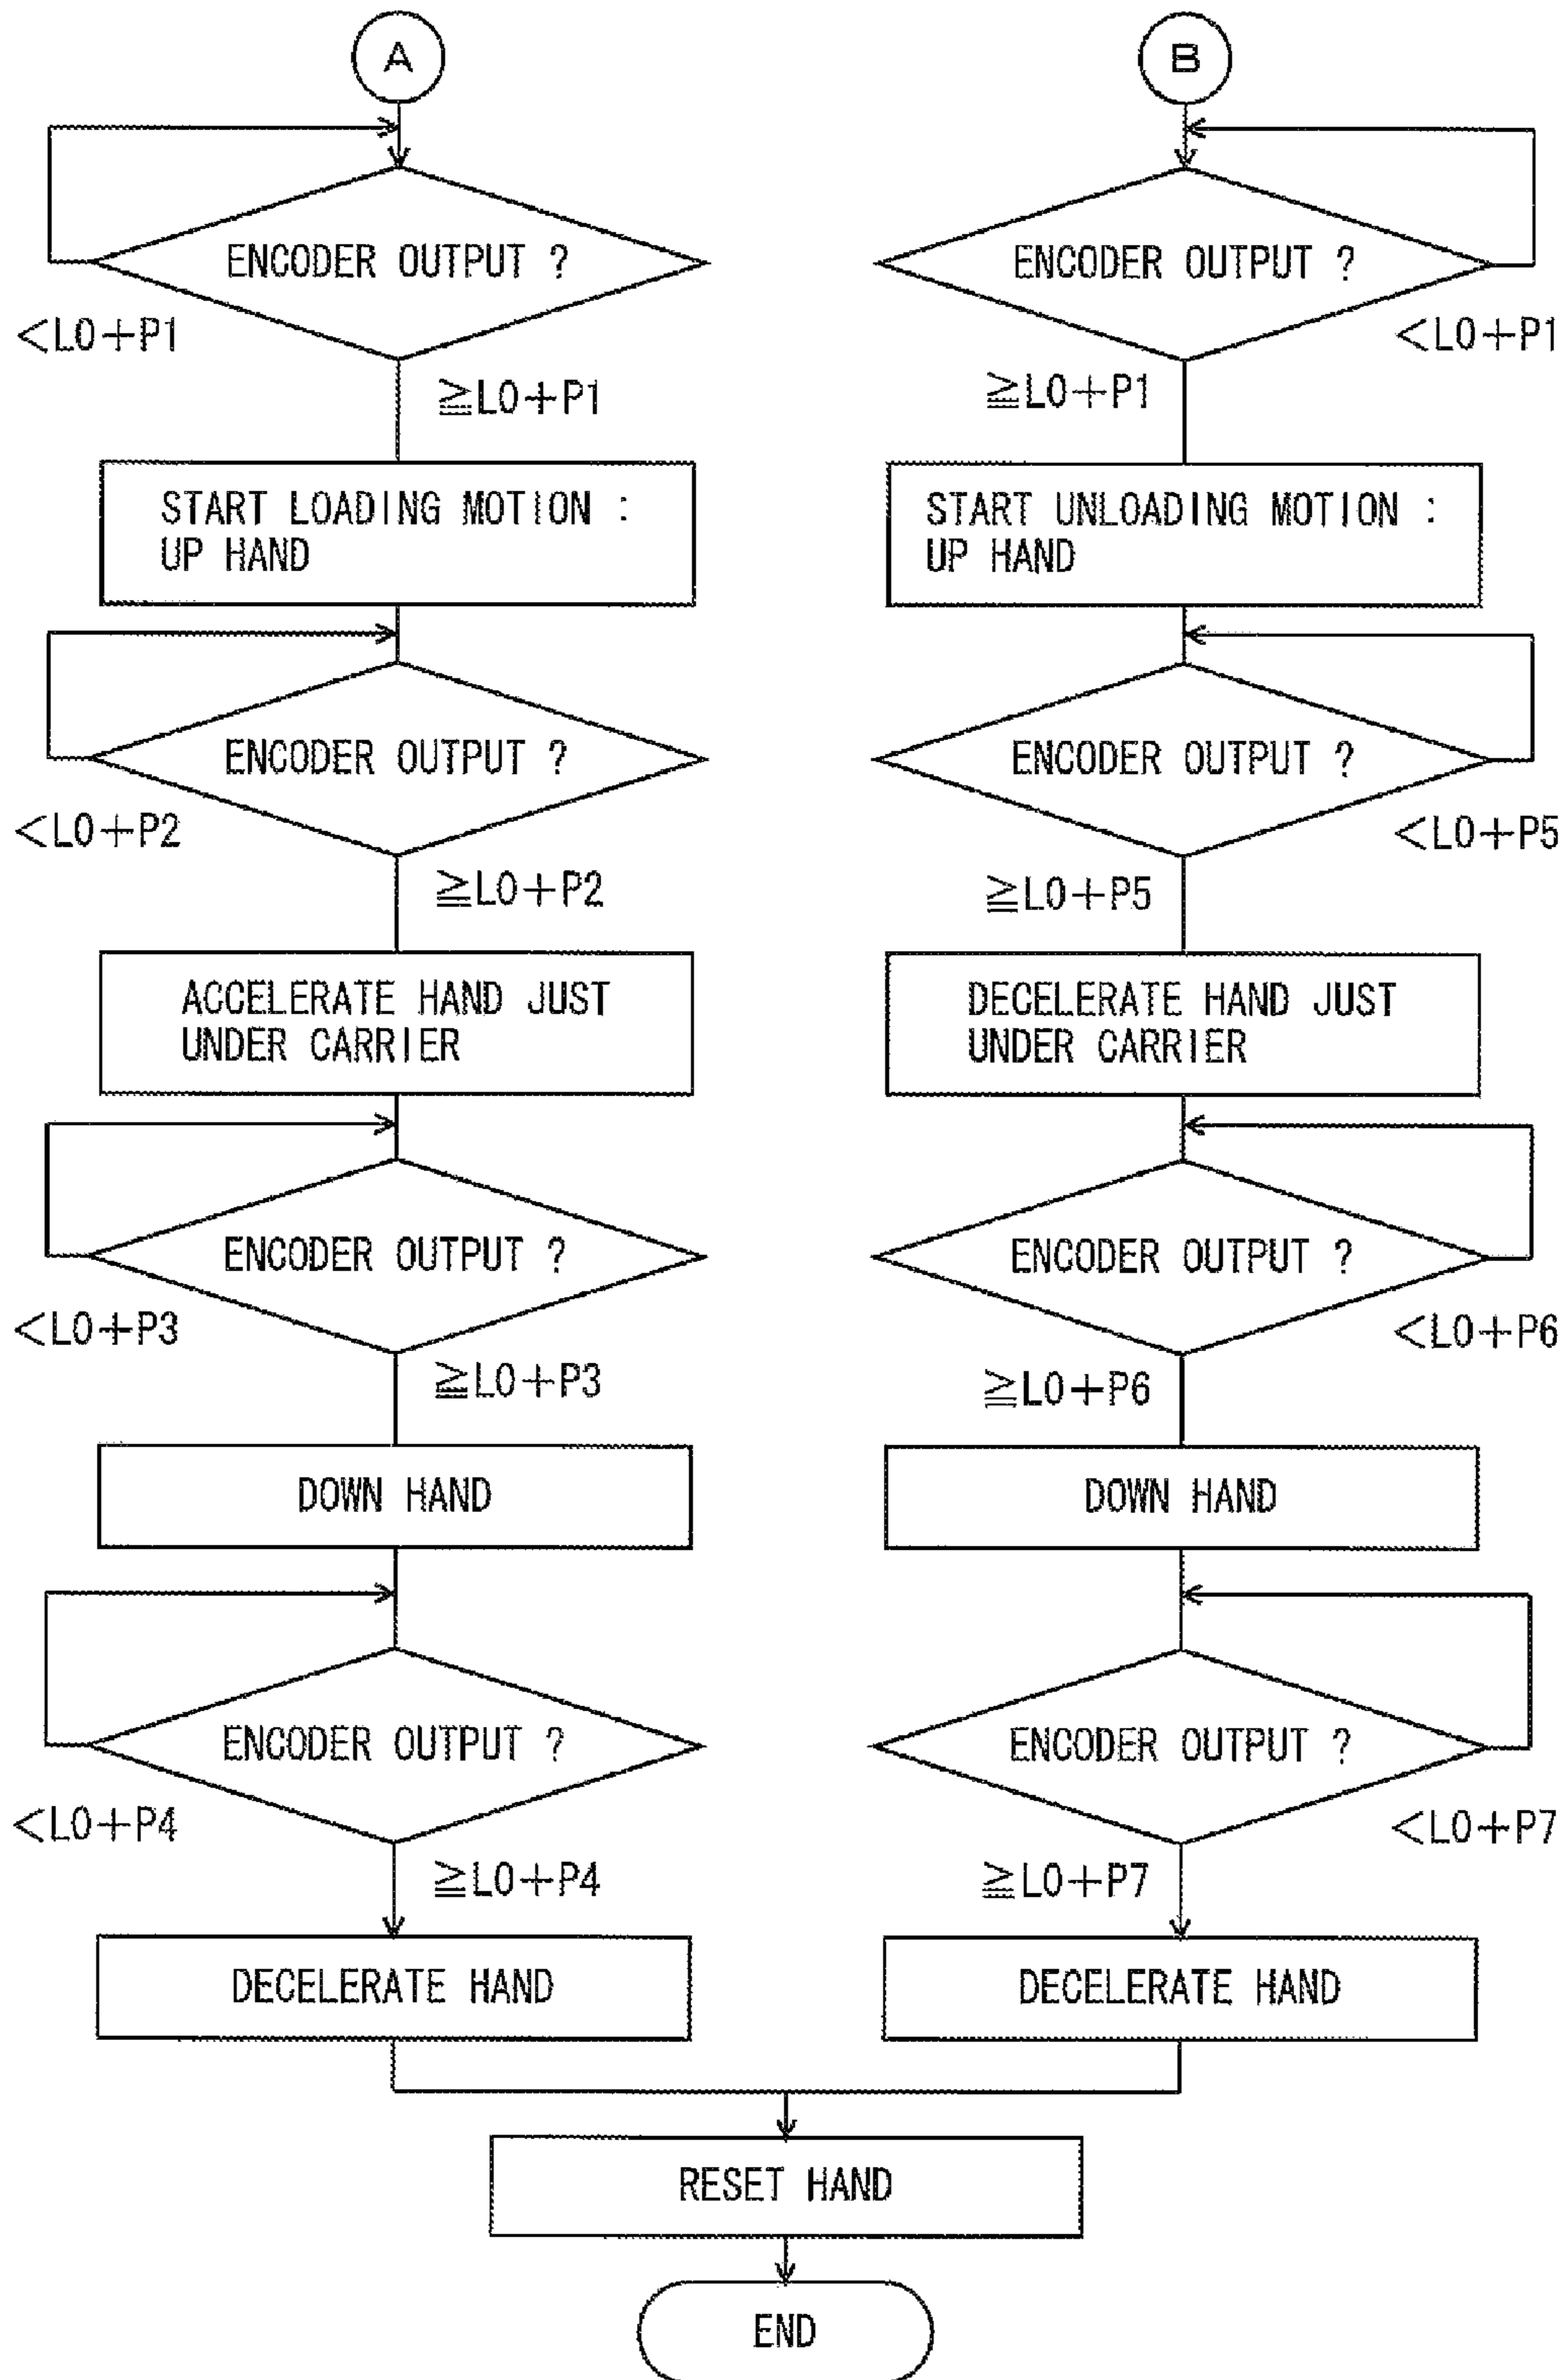 A
ENCODER OUTPUT ?
<L0+P1
≧L0+P1
START LOADING MOTION :
UP HAND
ENCODER OUTPUT ?
<L0+P2
≧L0+P2
ACCELERATE HAND JUST
UNDER CARRIER
ENCODER OUTPUT ?
<L0+P3
≧L0+P3
DOWN HAND
ENCODER OUTPUT ?
<L0+P4
≧L0+P4
DECELERATE HAND
B
ENCODER OUTPUT ?
<L0+P1
≧L0+P1
START UNLOADING MOTION :
UP HAND
ENCODER OUTPUT ?
<L0+P5
≧L0+P5
DECELERATE HAND JUST
UNDER CARRIER
ENCODER OUTPUT ?
<L0+P6
≧L0+P6
DOWN HAND
ENCODER OUTPUT ?
<L0+P7
≧L0+P7
DECELERATE HAND
RESET HAND
END